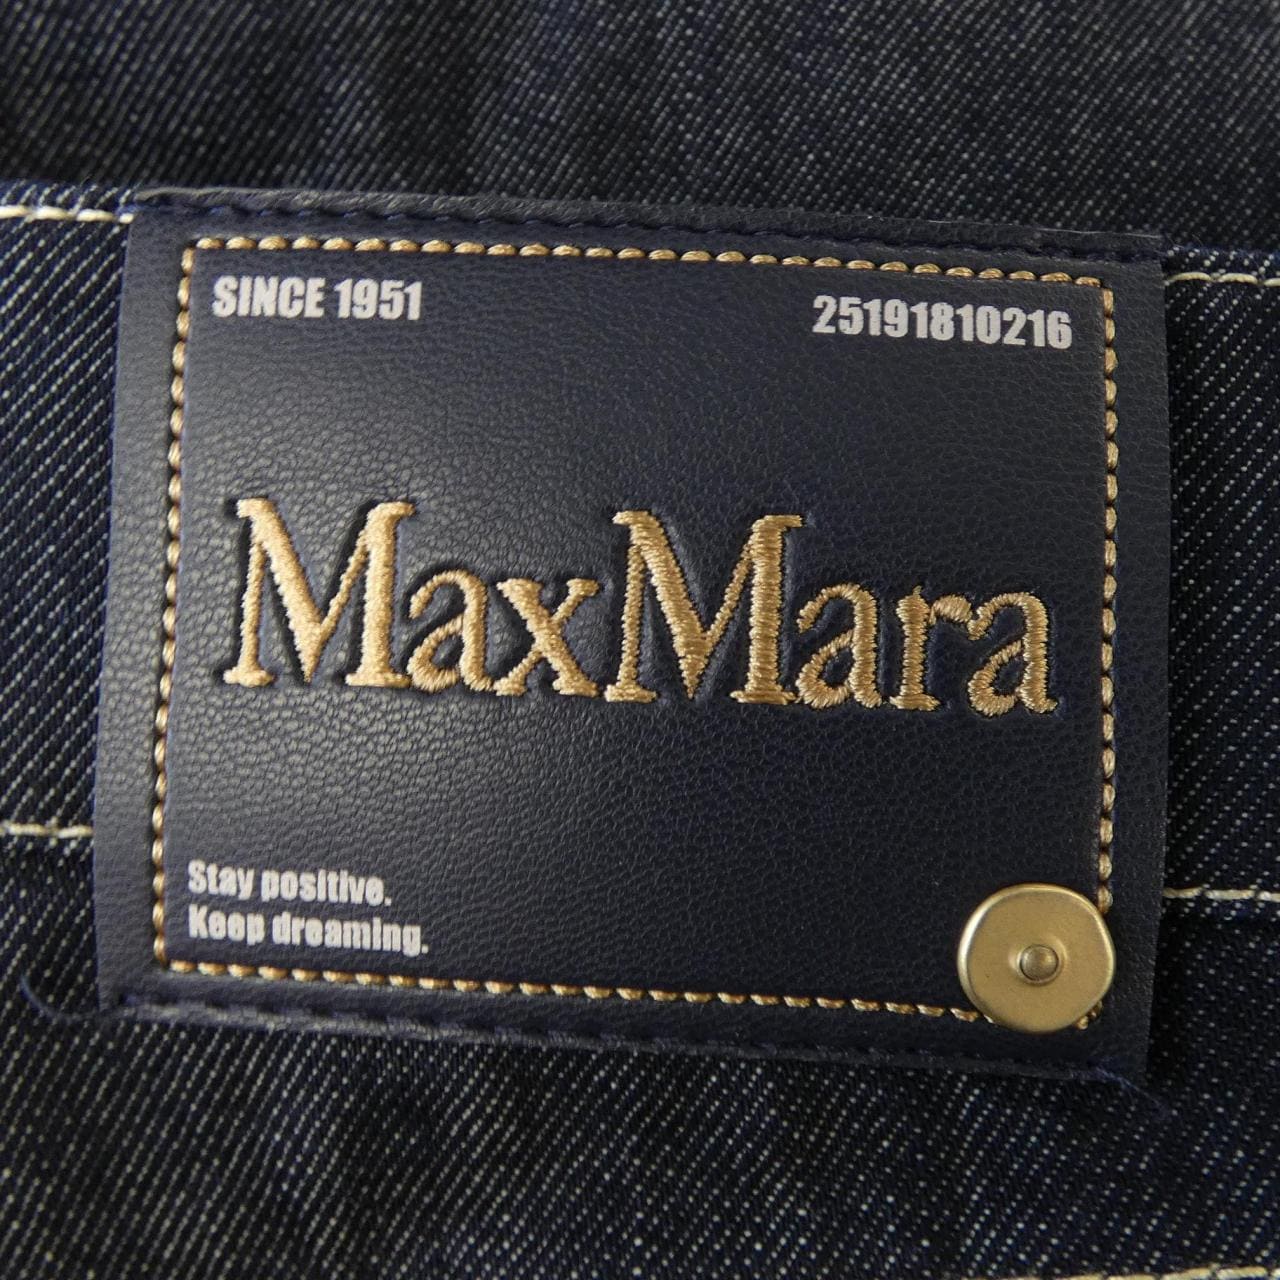 SINCE 1951
25191810216
MaxMara
Stay positive.
Keep dreaming.